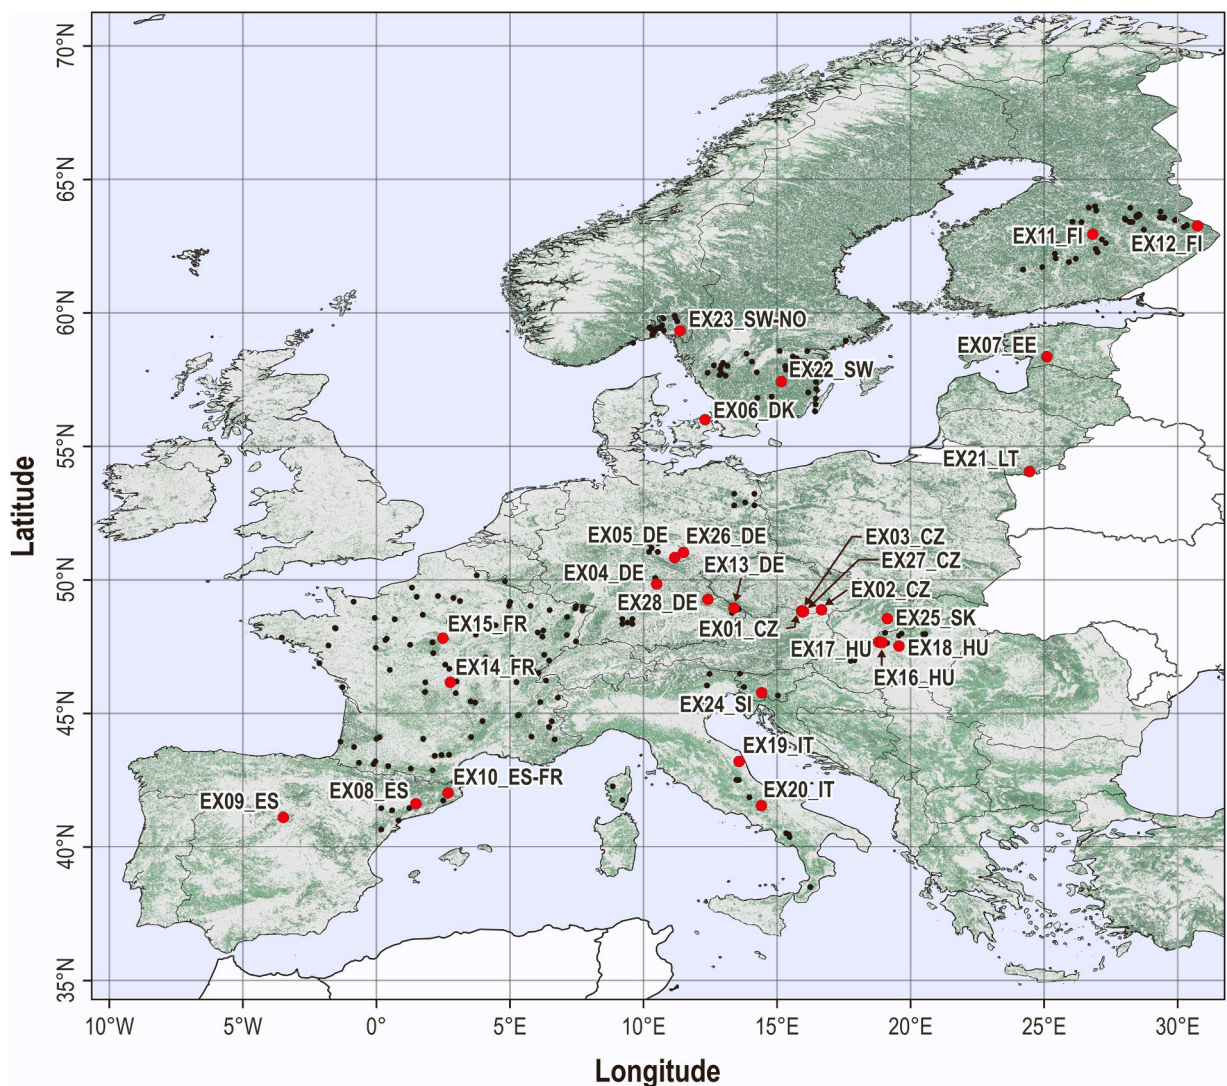 70°N
65°N
EX11_FI
EX12_FI
60°N
EX23_SW-NO
EX07_EE
EX22_SW
EX06_DK
55°N
EX21_LT
Latitude
EX05_DE
EX26_DE
EX03_CZ
EX13_DE
EX27_CZ
EX04_DE
50°N
EX02_CZ
EX28_DE
EX25_SK
EX01_CZ
EX15_FR
EX17_HU
EX18_HU
EX14_FR
EX16_HU
EX24_SI
45°N
EX19_IT
EX10_ES-FR
EX08_ES
EX09_ES
EX20_IT
40°N
35°N
10°W
5°W
0°
5°E
10°E
15°E
20°E
25°E
30°E
Longitude